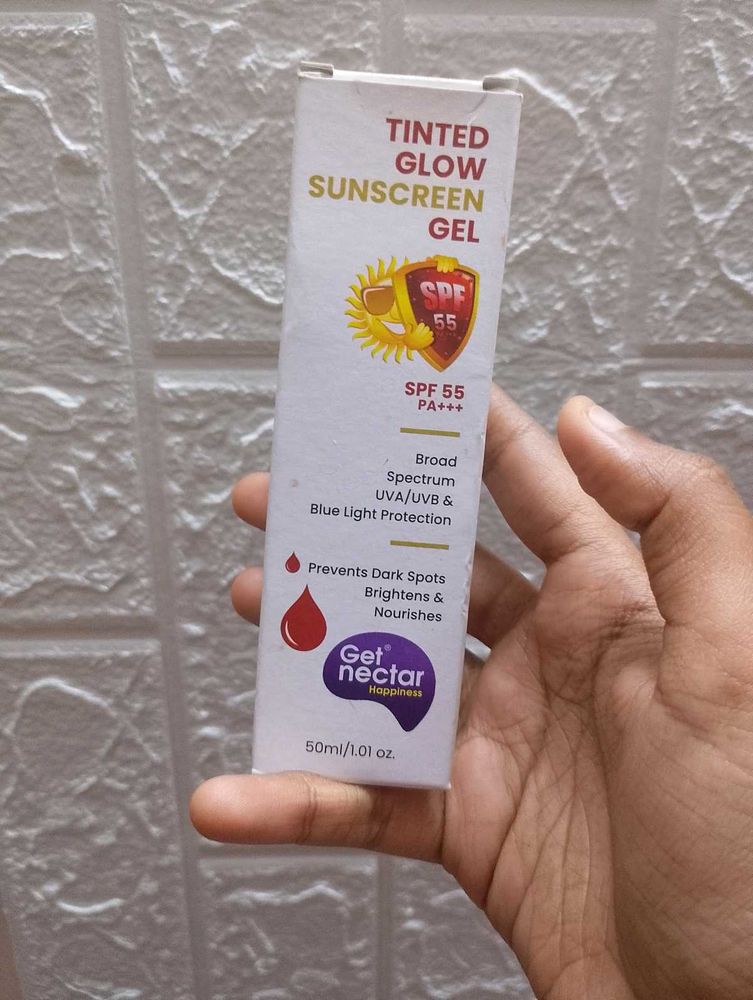 TINTED
GLOW
SUNSCREEN
GEL
SPF
55
SPF 55
PA+++
Broad
Spectrum
UVA/UVB &
Blue Light Protection
Prevents Dark Spots
Brightens &
Nourishes
Get®
nectar
Happiness
50ml/1.01 oz.